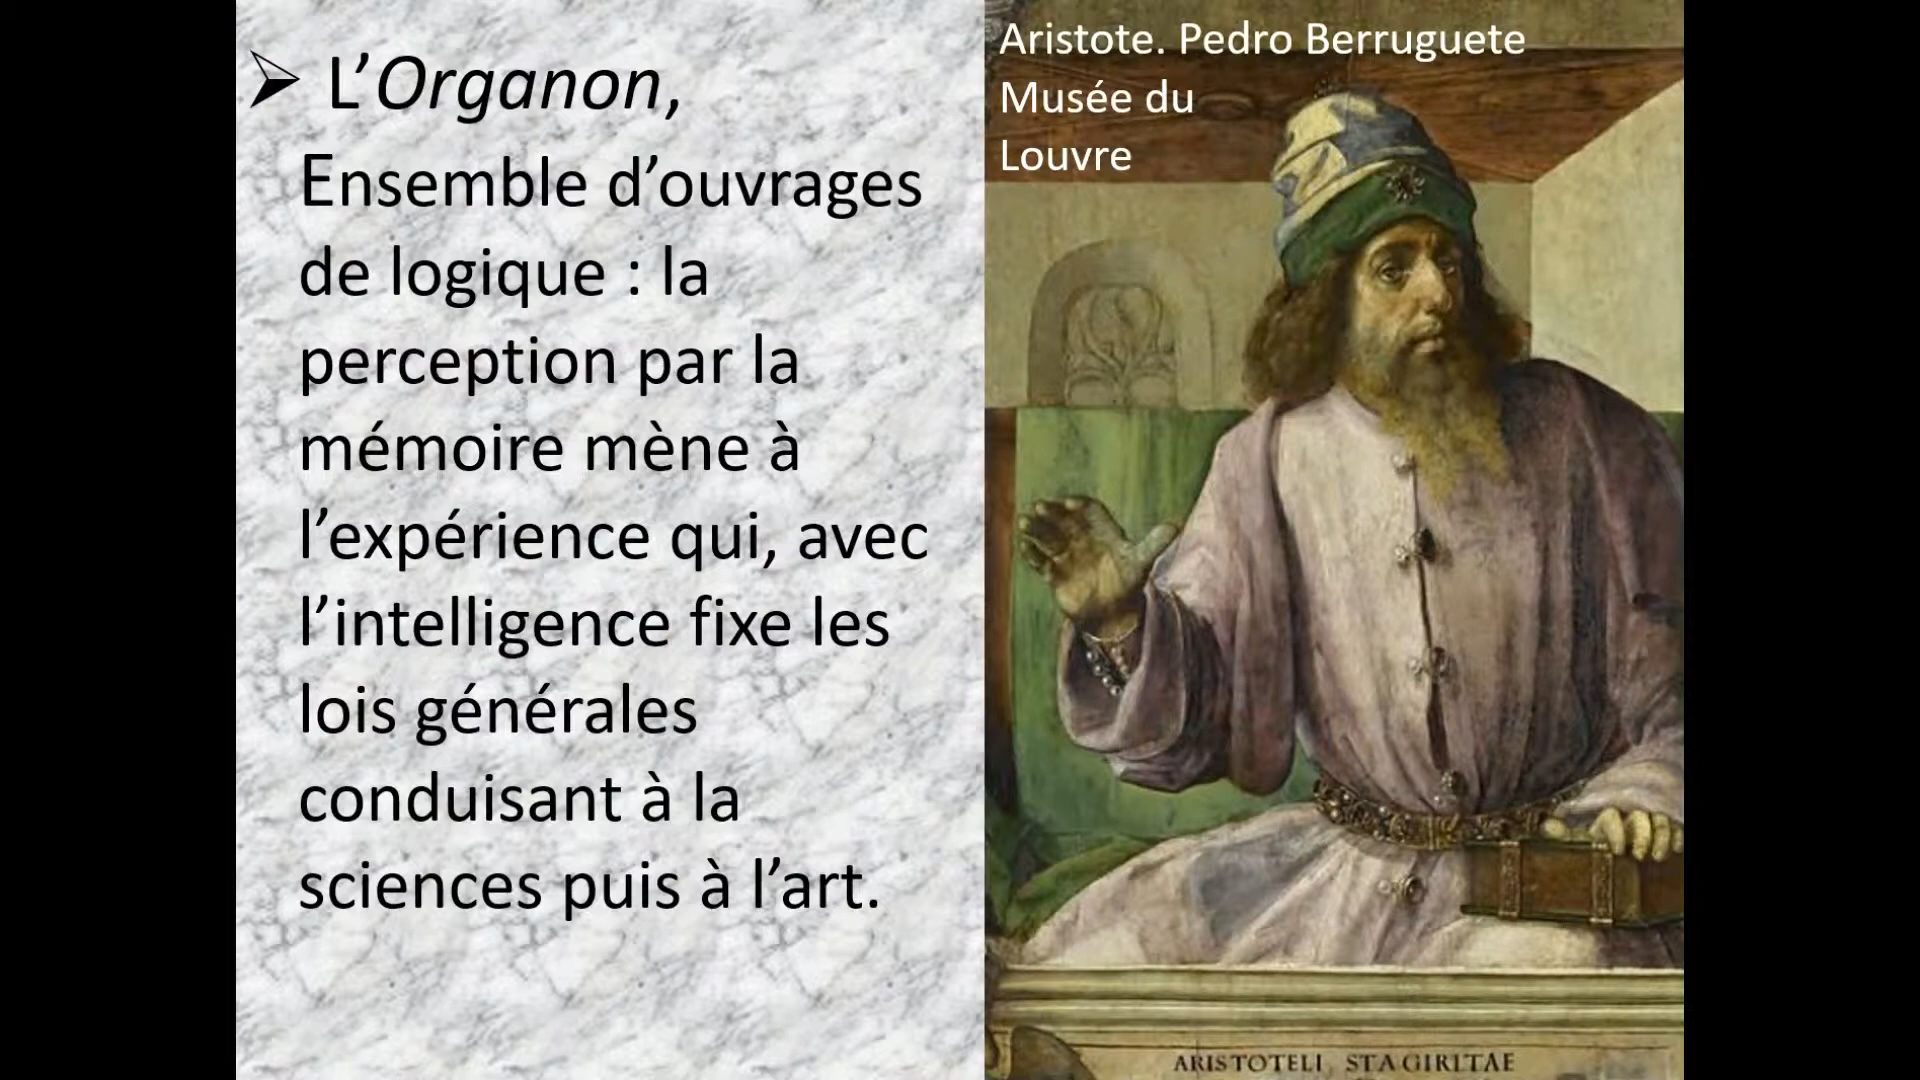 ➢ L’Organon,
Ensemble d’ouvrages
de logique : la
perception par la
mémoire mène à
l’expérience qui, avec
l’intelligence fixe les
lois générales
conduisant à la
sciences puis à l’art.
Aristote. Pedro Berruguete
Musée du
Louvre
ARISTOTELI STAGIRITAE